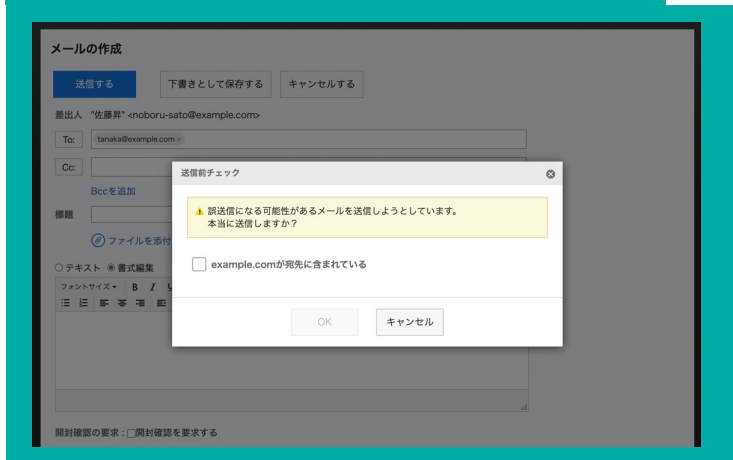 メールの作成
送信する 下書きとして保存する キャンセルする
差出人 "佐藤昇" <noboru-sato@example.com>
To: tanaka@example.com ×
Cc:
Bccを追加
標題
ファイルを添付
テキスト 書式編集
フォントサイズ B I U
送信前チェック
誤送信になる可能性があるメールを送信しようとしています。
本当に送信しますか？
example.comが宛先に含まれている
OK キャンセル
開封確認の要求 : 開封確認を要求する